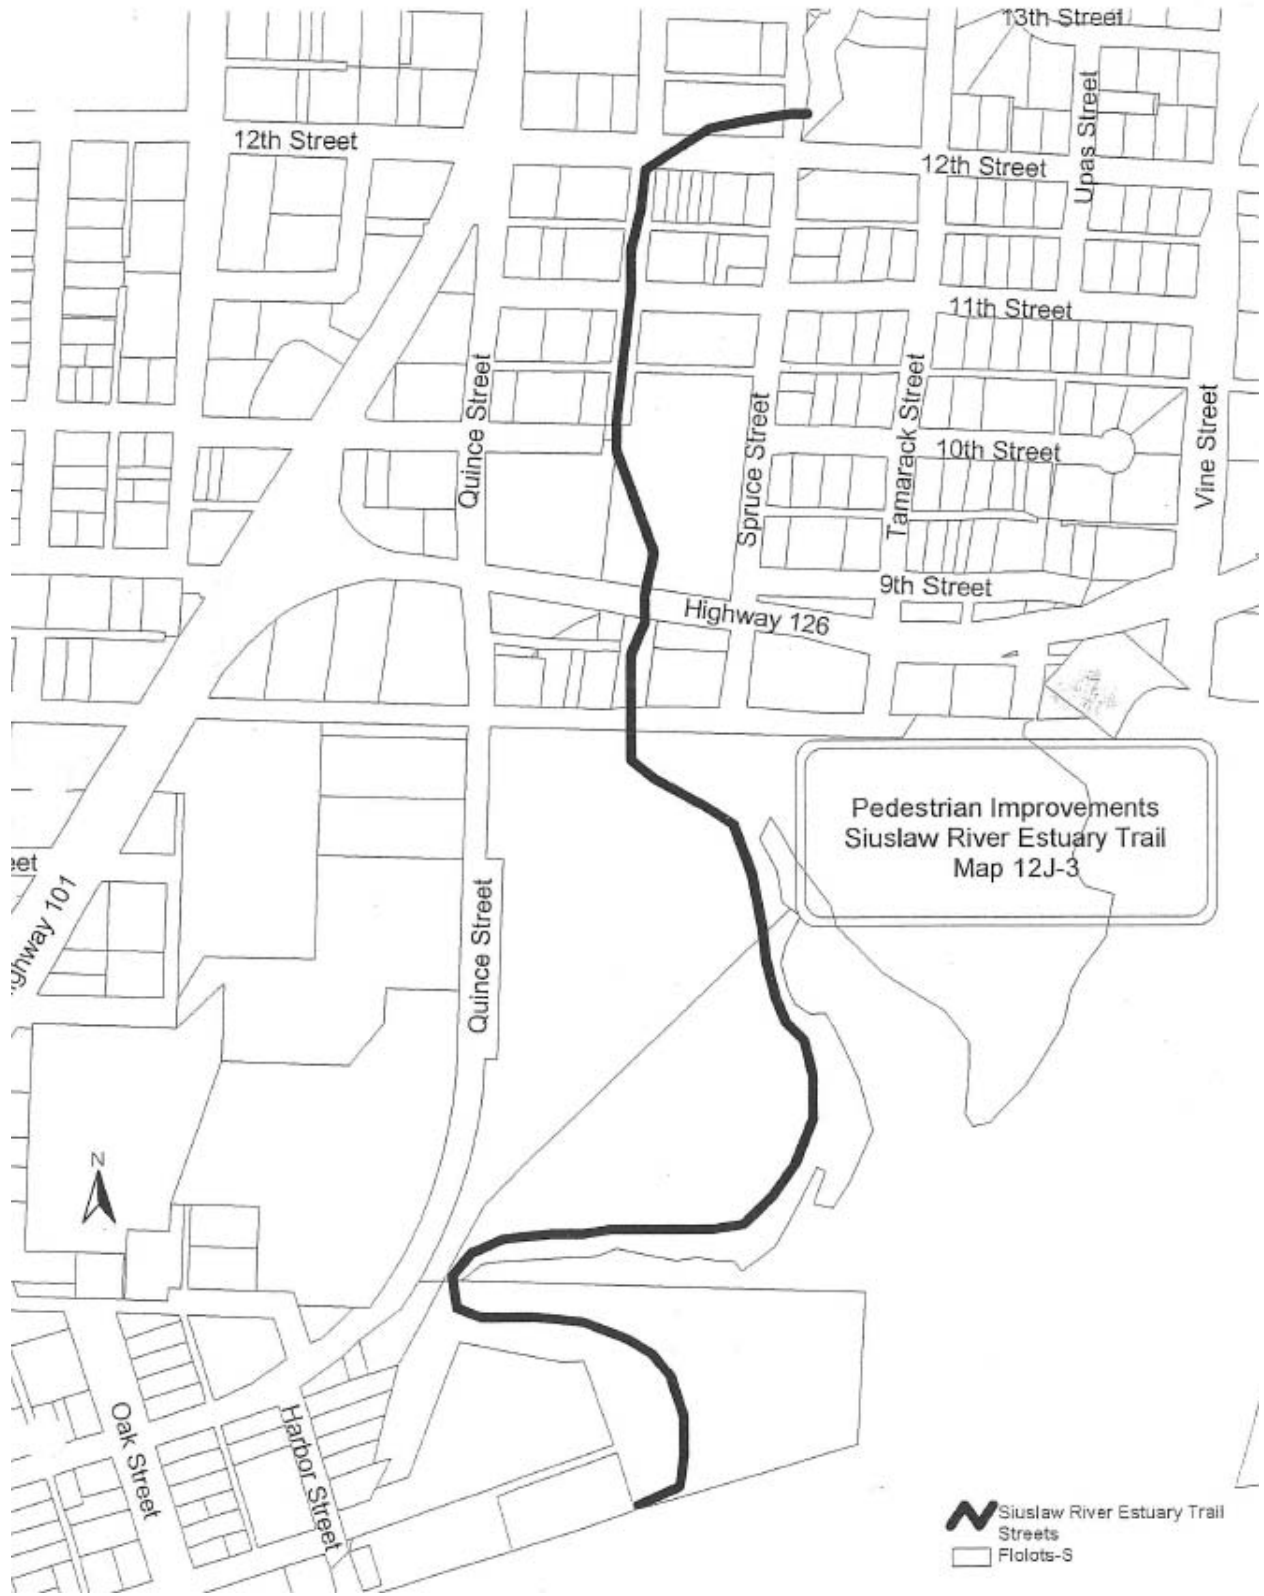 13th Street
Upas Street
12th Street
12th Street
11th Street
Quince Street
Spruce Street
Tamarack Street
10th Street
Vine Street
9th Street
Highway 126
Pedestrian Improvements
Siuslaw River Estuary Trail
Map 12J-3
eet
ghway 101
Quince Street
N
Oak Street
Harbor Street
Siuslaw River Estuary Trail
Streets
Flolots-S